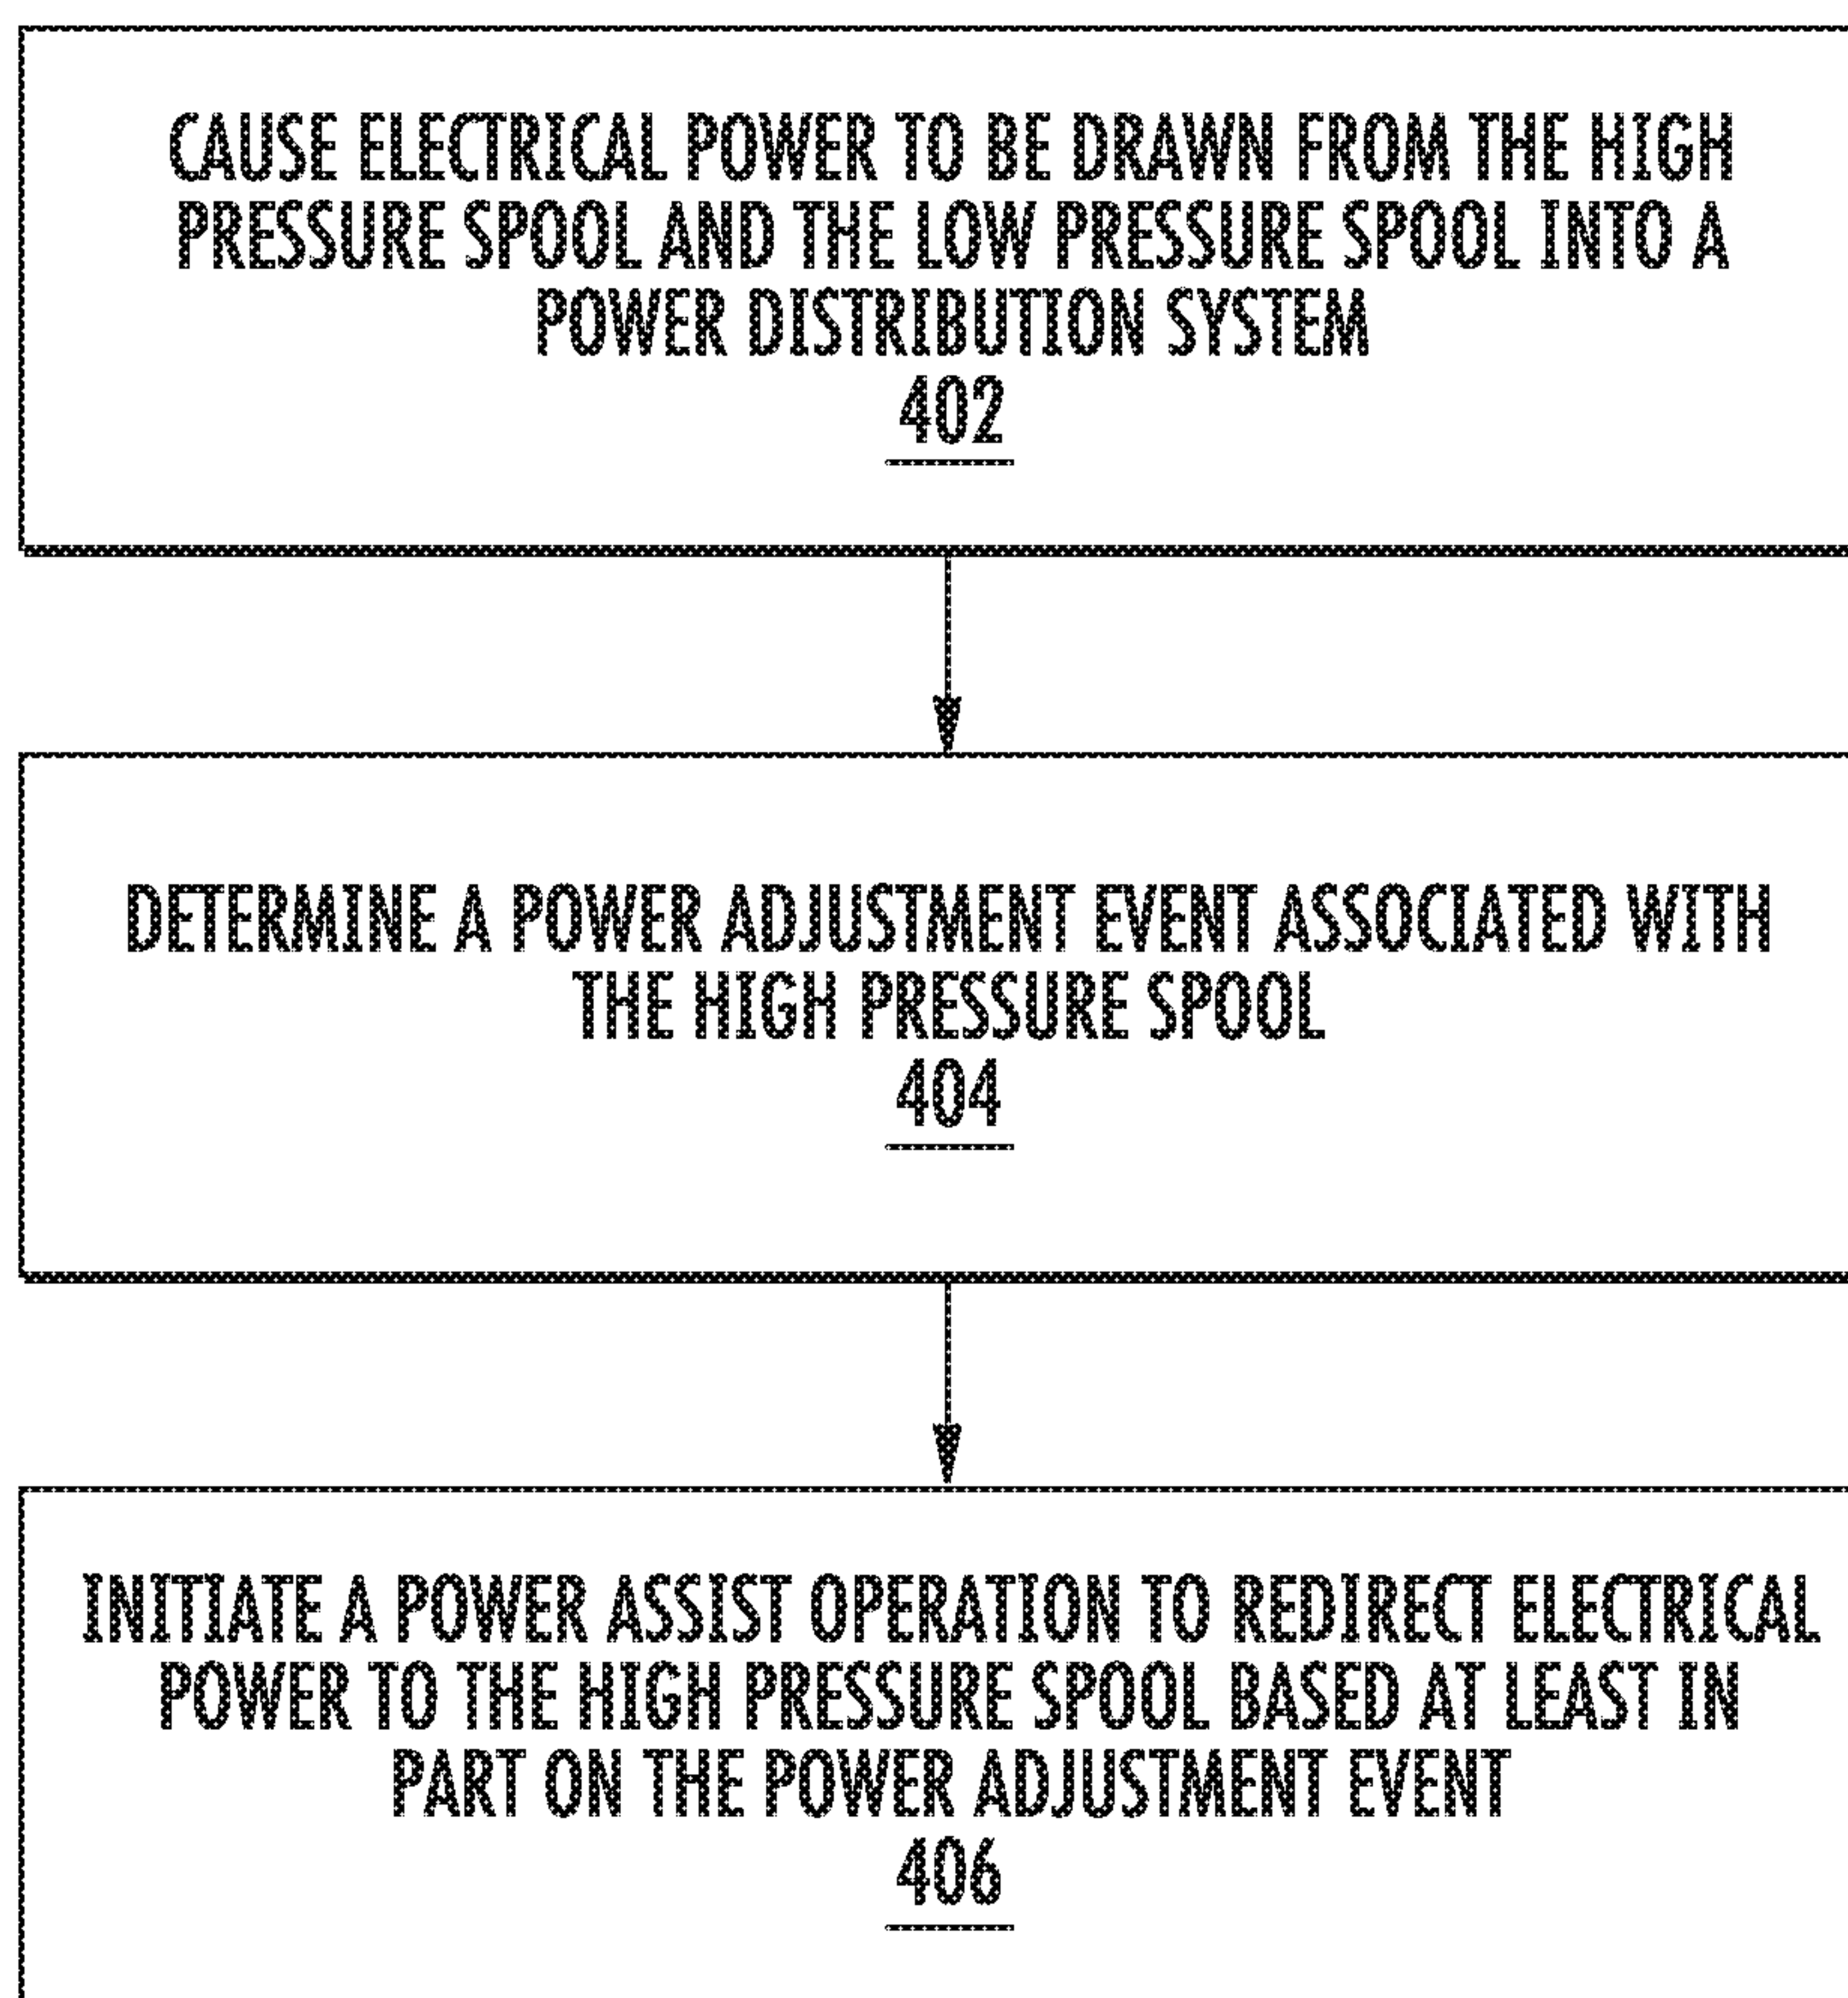 CAUSE ELECTRICAL POWER TO BE DRAWN FROM THE HIGH
PRESSURE SPOOL AND THE LOW PRESSURE SPOOL INTO A
POWER DISTRIBUTION SYSTEM
402
DETERMINE A POWER ADJUSTMENT EVENT ASSOCIATED WITH
THE HIGH PRESSURE SPOOL
404
INITIATE A POWER ASSIST OPERATION TO REDIRECT ELECTRICAL
POWER TO THE HIGH PRESSURE SPOOL BASED AT LEAST IN
PART ON THE POWER ADJUSTMENT EVENT
406